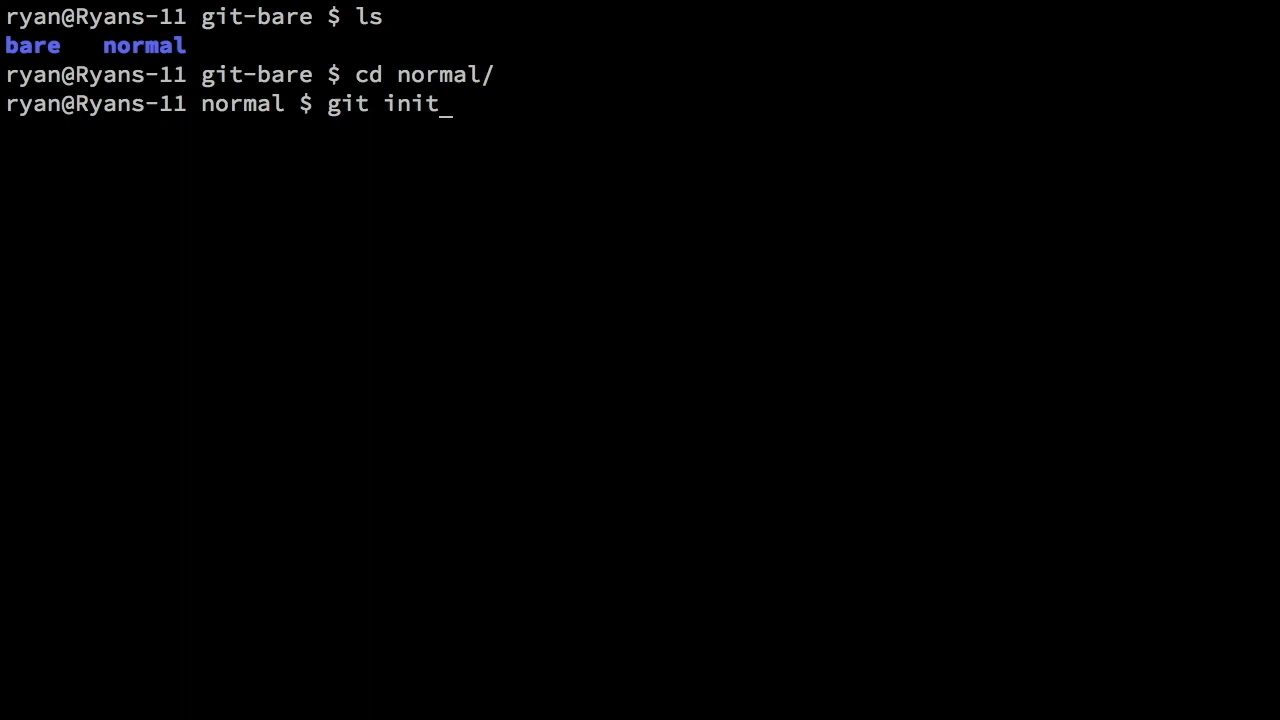 ryan@Ryans-11 git-bare $ ls
bare   normal
ryan@Ryans-11 git-bare $ cd normal/
ryan@Ryans-11 normal $ git init_